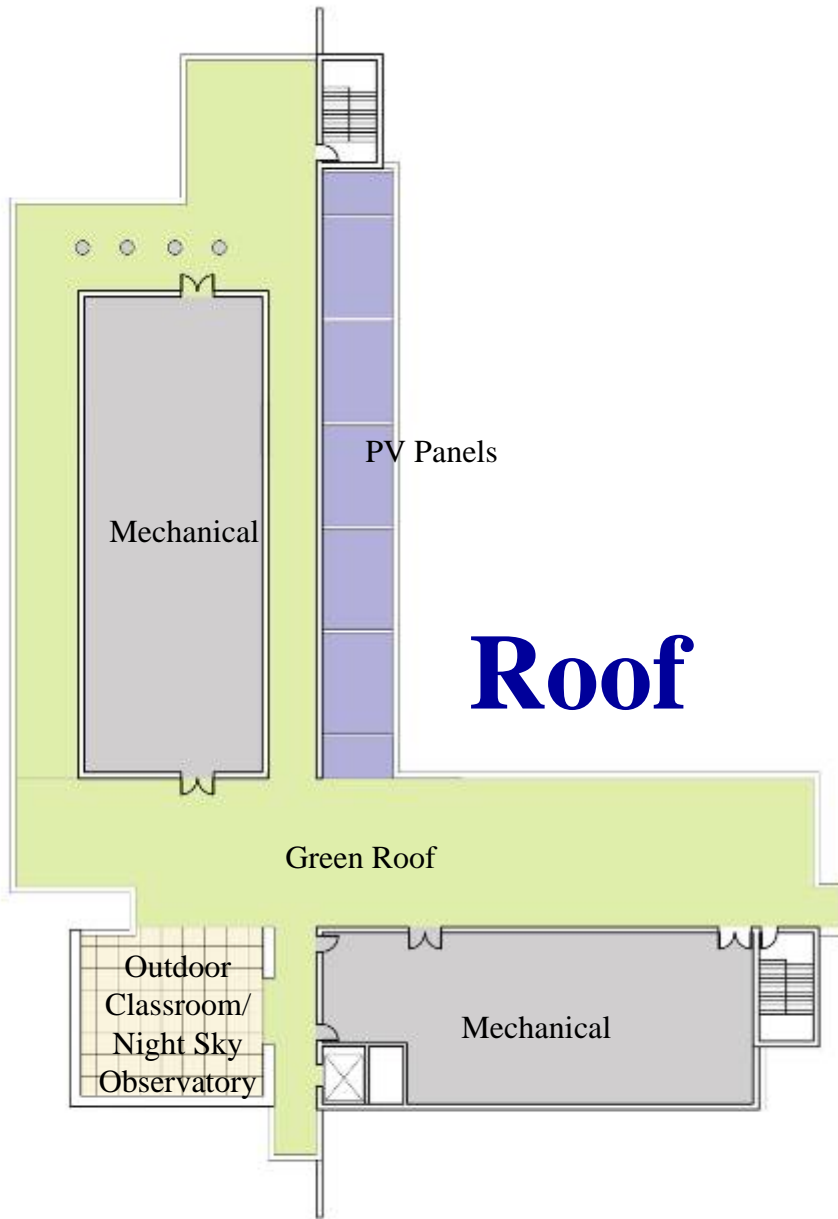 PV Panels
Mechanical
Roof
Green Roof
Outdoor
Classroom/
Night Sky
Observatory
Mechanical